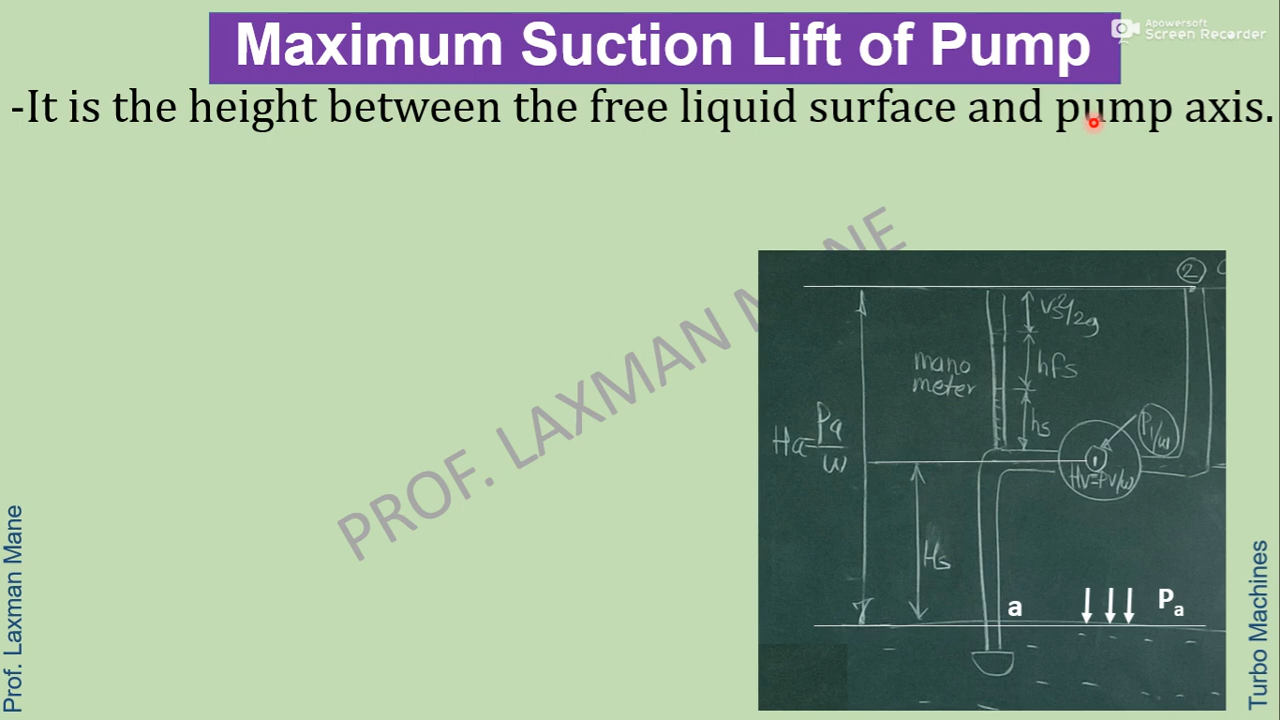 Maximum Suction Lift of Pump
Apowersoft
Screen Recorder
-It is the height between the free liquid surface and pump axis.
PROF. LAXMAN MANE
2
Vs²/2g
mano
meter
hfs
hs
Ha=Pa/w
P1/w
1
Hv=Pv/w
Hs
a
Pa
Prof. Laxman Mane
Turbo Machines